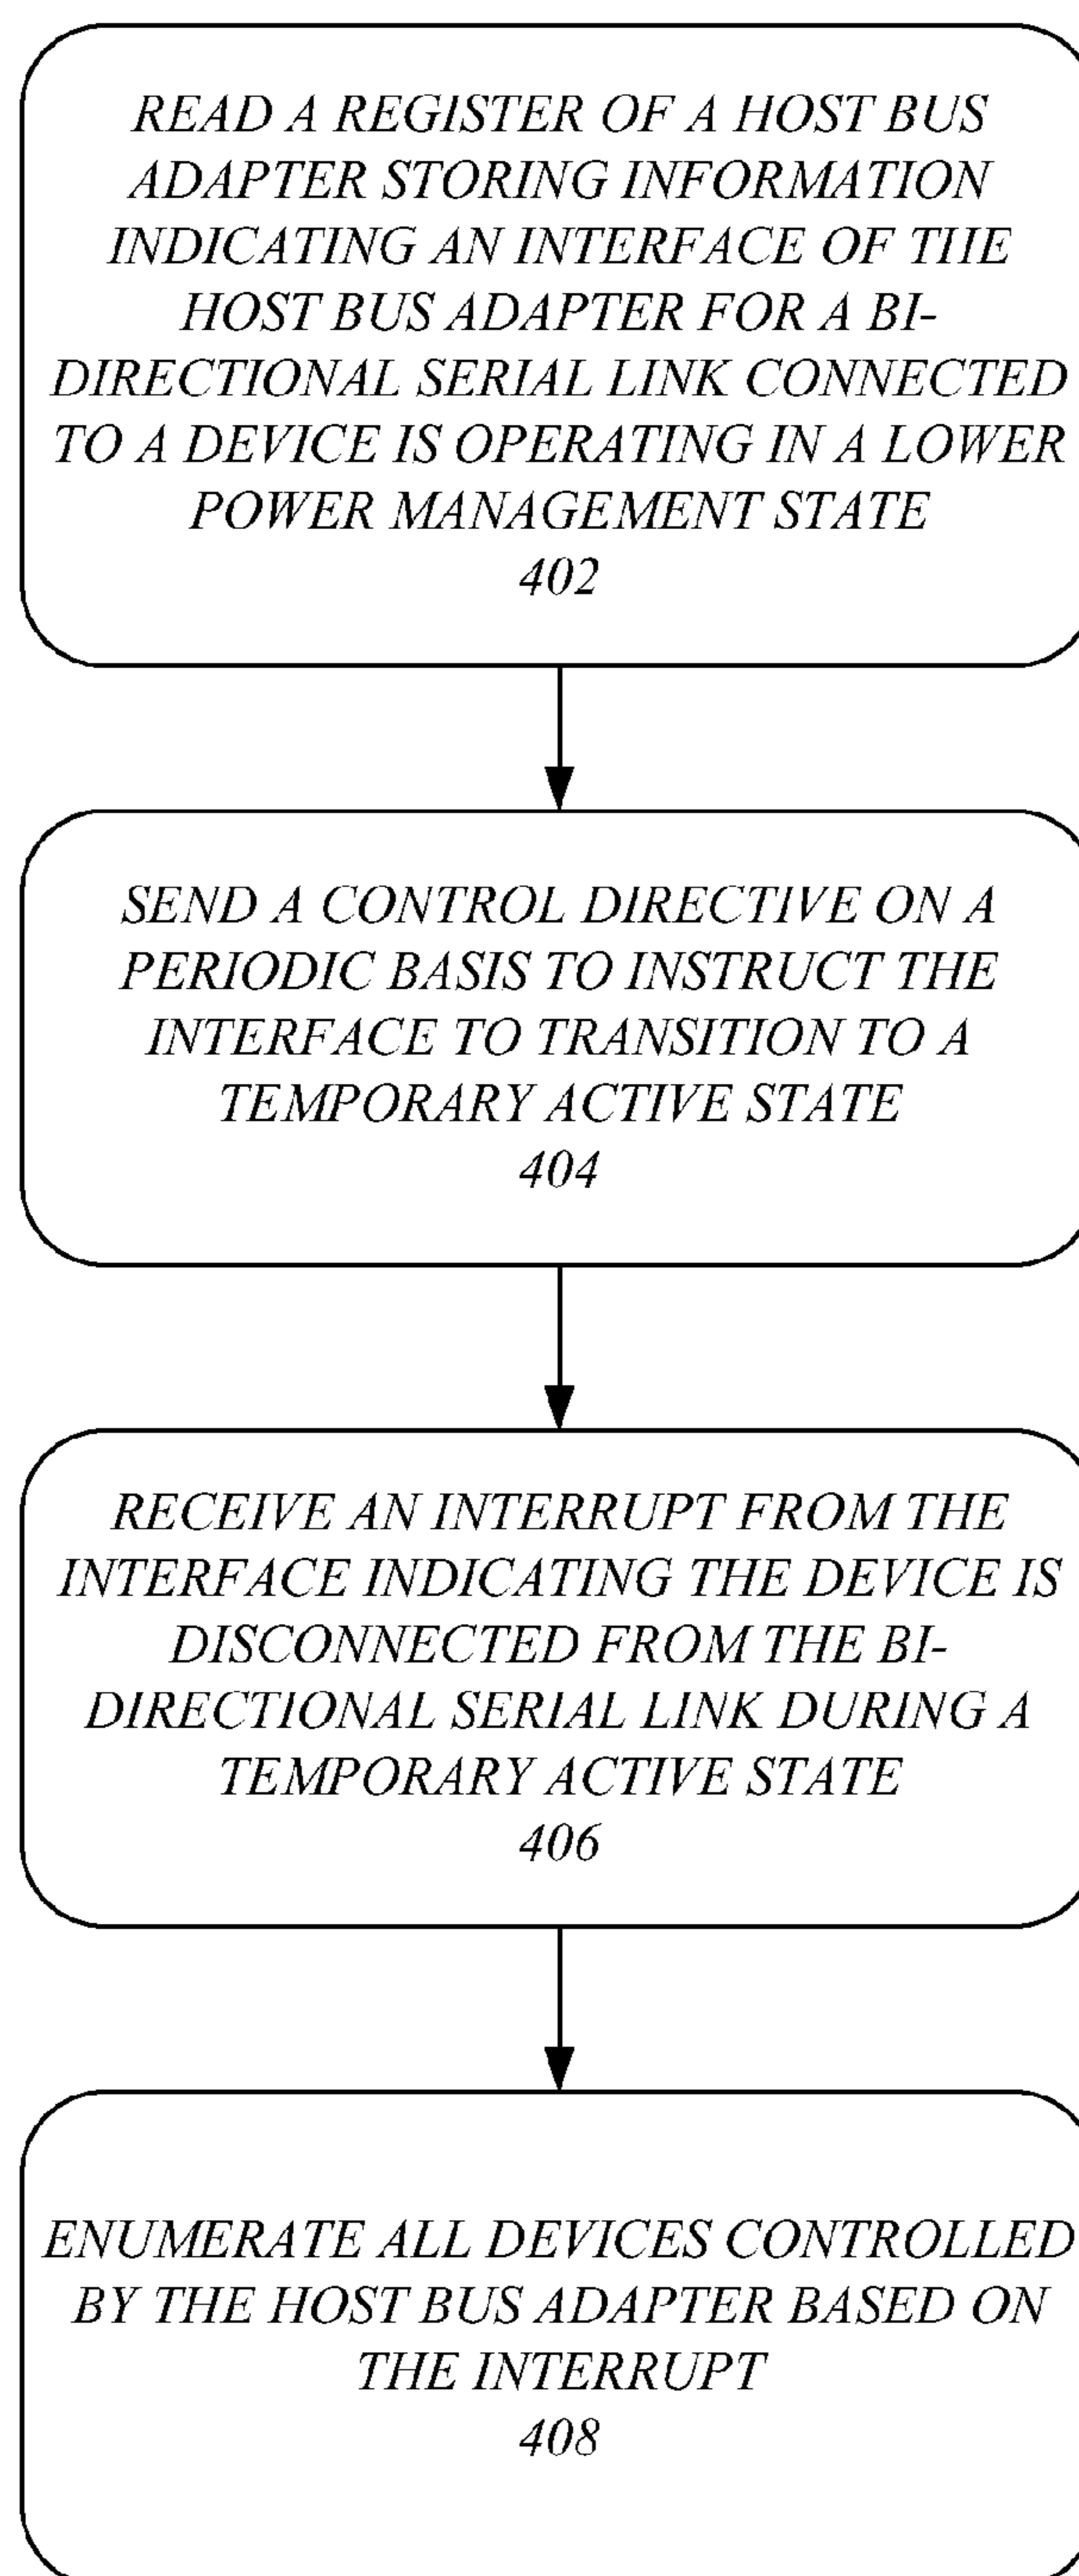 READ A REGISTER OF A HOST BUS
ADAPTER STORING INFORMATION
INDICATING AN INTERFACE OF THE
HOST BUS ADAPTER FOR A BI-
DIRECTIONAL SERIAL LINK CONNECTED
TO A DEVICE IS OPERATING IN A LOWER
POWER MANAGEMENT STATE
402
SEND A CONTROL DIRECTIVE ON A
PERIODIC BASIS TO INSTRUCT THE
INTERFACE TO TRANSITION TO A
TEMPORARY ACTIVE STATE
404
RECEIVE AN INTERRUPT FROM THE
INTERFACE INDICATING THE DEVICE IS
DISCONNECTED FROM THE BI-
DIRECTIONAL SERIAL LINK DURING A
TEMPORARY ACTIVE STATE
406
ENUMERATE ALL DEVICES CONTROLLED
BY THE HOST BUS ADAPTER BASED ON
THE INTERRUPT
408